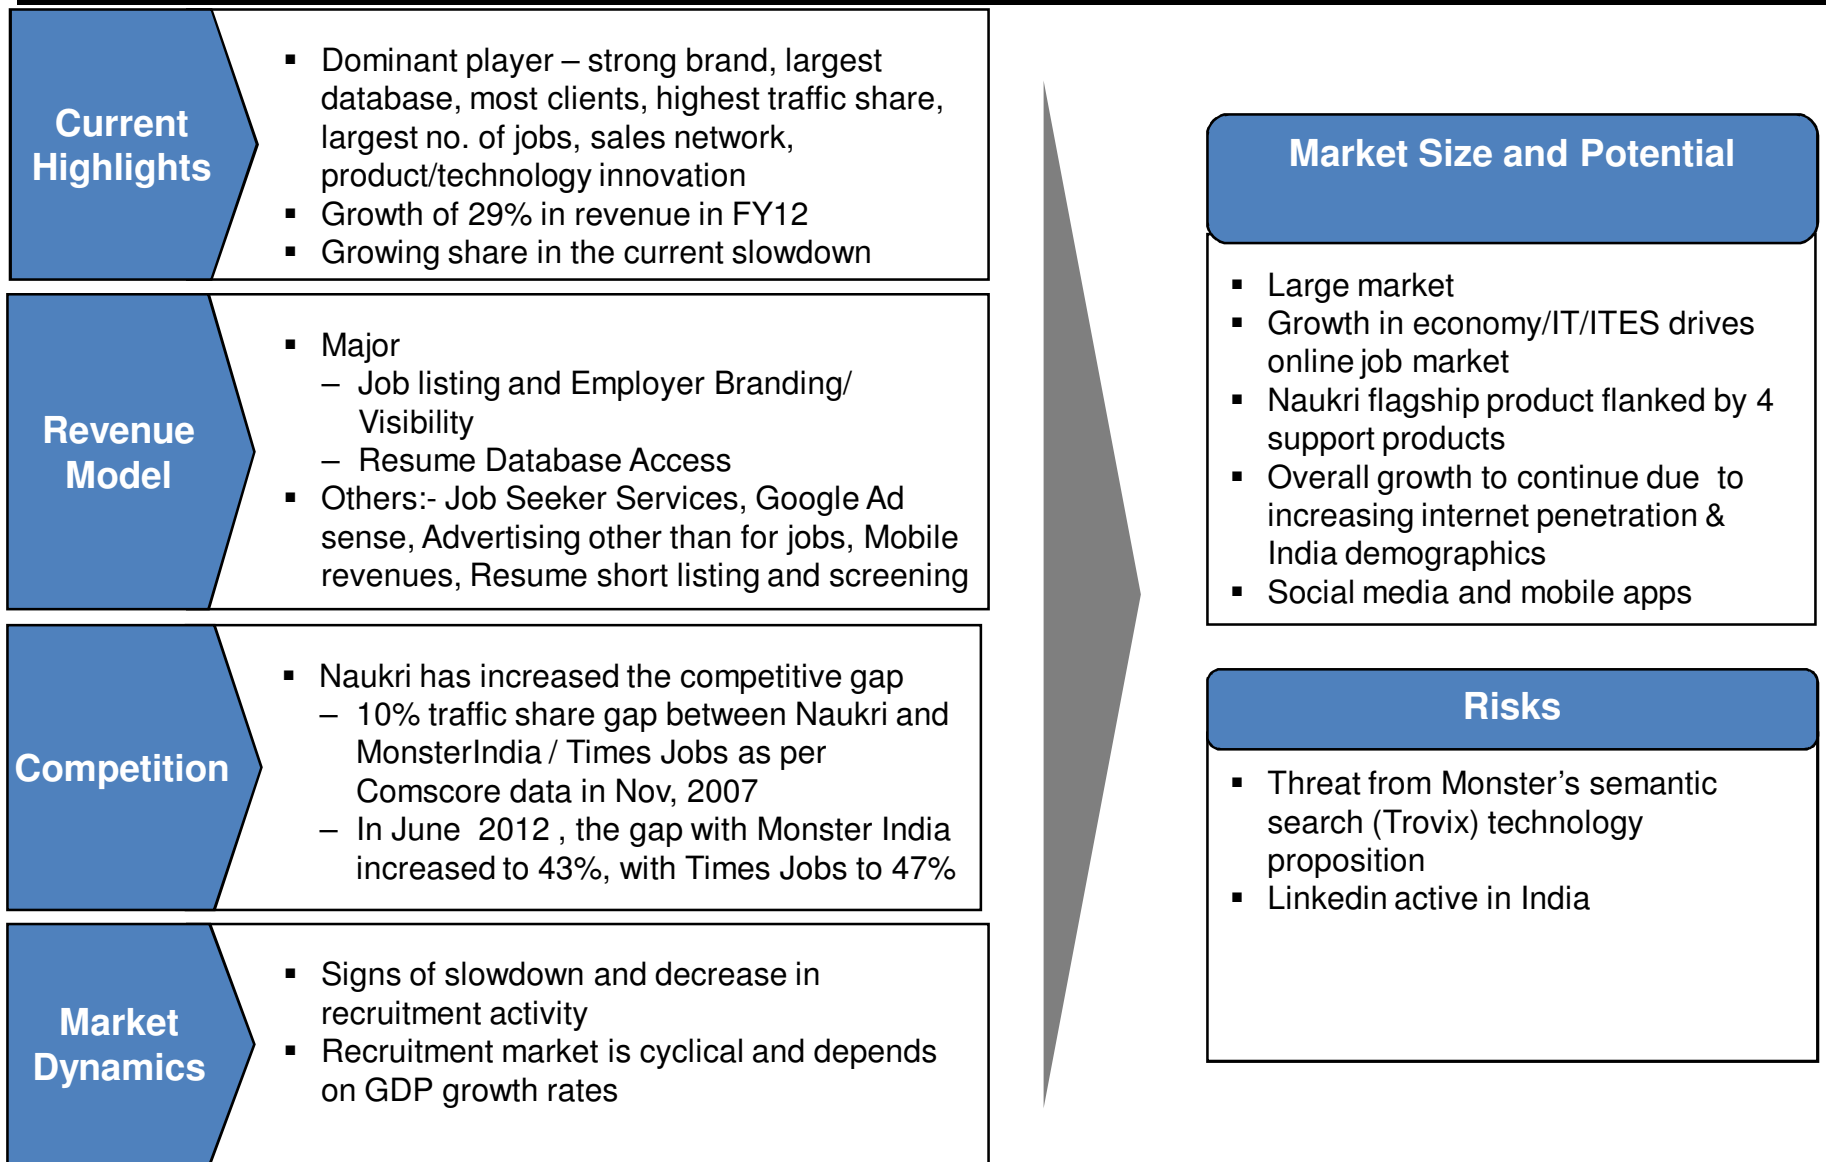 Current
Highlights
▪ Dominant player – strong brand, largest
database, most clients, highest traffic share,
largest no. of jobs, sales network,
product/technology innovation
▪ Growth of 29% in revenue in FY12
▪ Growing share in the current slowdown
Revenue
Model
▪ Major
– Job listing and Employer Branding/
Visibility
– Resume Database Access
▪ Others:- Job Seeker Services, Google Ad
sense, Advertising other than for jobs, Mobile
revenues, Resume short listing and screening
Competition
▪ Naukri has increased the competitive gap
– 10% traffic share gap between Naukri and
MonsterIndia / Times Jobs as per
Comscore data in Nov, 2007
– In June 2012 , the gap with Monster India
increased to 43%, with Times Jobs to 47%
Market
Dynamics
▪ Signs of slowdown and decrease in
recruitment activity
▪ Recruitment market is cyclical and depends
on GDP growth rates
Market Size and Potential
▪ Large market
▪ Growth in economy/IT/ITES drives
online job market
▪ Naukri flagship product flanked by 4
support products
▪ Overall growth to continue due to
increasing internet penetration &
India demographics
▪ Social media and mobile apps
Risks
▪ Threat from Monster’s semantic
search (Trovix) technology
proposition
▪ Linkedin active in India